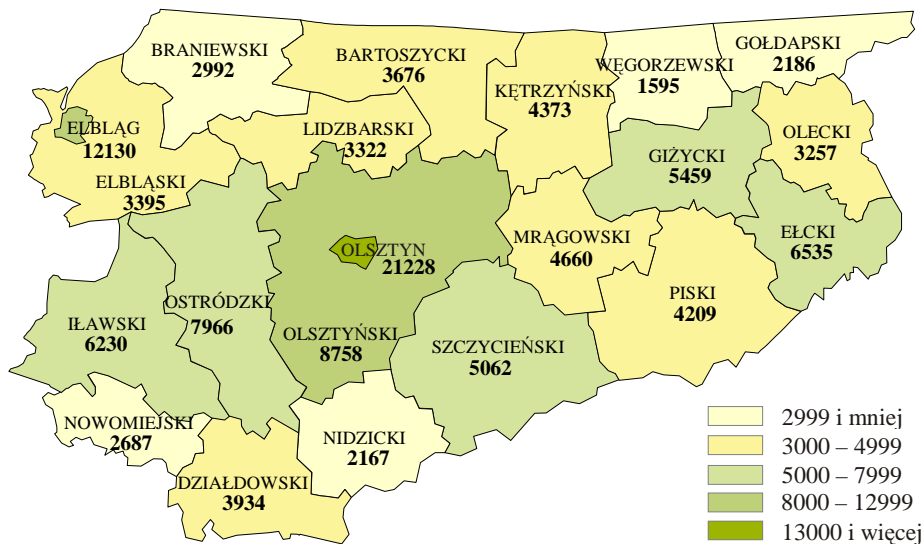 BRANIEWSKI
2992
BARTOSZYCKI
3676
KĘTRZYŃSKI
4373
WĘGORZEWSKI
1595
GOŁDAPSKI
2186
ELBLĄG
12130
LIDZBARSKI
3322
GIŻYCKI
5459
OLECKI
3257
ELBLĄSKI
3395
OLSZTYN
21228
MRĄGOWSKI
4660
EŁCKI
6535
IŁAWSKI
6230
OSTRÓDZKI
7966
OLSZTYŃSKI
8758
SZCZYCIEŃSKI
5062
PISKI
4209
NOWOMIEJSKI
2687
NIDZICKI
2167
DZIAŁDOWSKI
3934
2999 i mniej
3000 – 4999
5000 – 7999
8000 – 12999
13000 i więcej